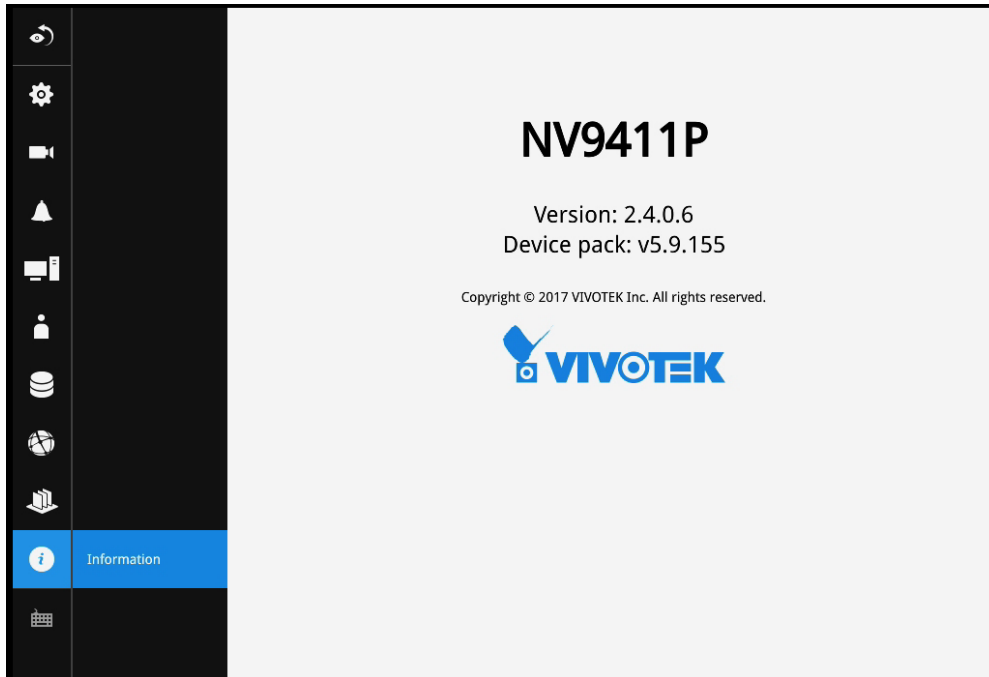 NV9411P
Version: 2.4.0.6
Device pack: v5.9.155
Copyright © 2017 VIVOTEK Inc. All rights reserved.
VIVOTEK
Information